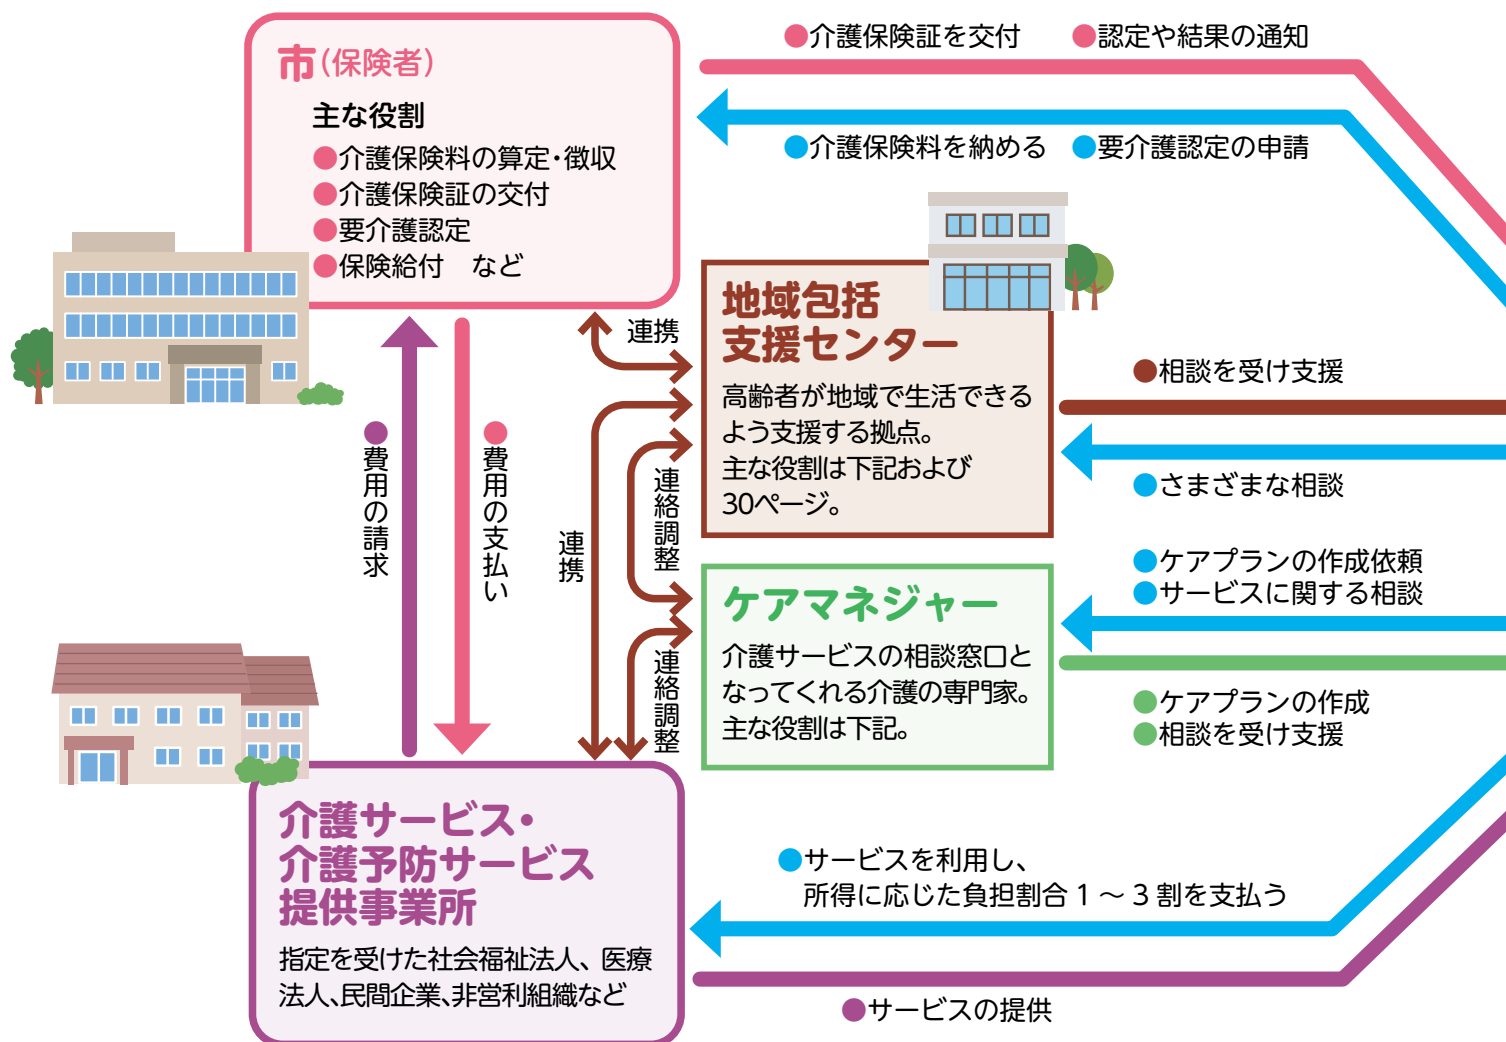 市(保険者)
主な役割
●介護保険料の算定・徴収
●介護保険証の交付
●要介護認定
●保険給付　など
●介護保険証を交付
●認定や結果の通知
●介護保険料を納める
●要介護認定の申請
連携
地域包括
支援センター
高齢者が地域で生活できる
よう支援する拠点。
主な役割は下記および
30ページ。
●相談を受け支援
●さまざまな相談
●費用の請求
●費用の支払い
連携
連絡調整
●ケアプランの作成依頼
●サービスに関する相談
ケアマネジャー
介護サービスの相談窓口と
なってくれる介護の専門家。
主な役割は下記。
連絡調整
●ケアプランの作成
●相談を受け支援
介護サービス・
介護予防サービス
提供事業所
指定を受けた社会福祉法人、医療
法人、民間企業、非営利組織など
●サービスを利用し、
所得に応じた負担割合1～3割を支払う
●サービスの提供